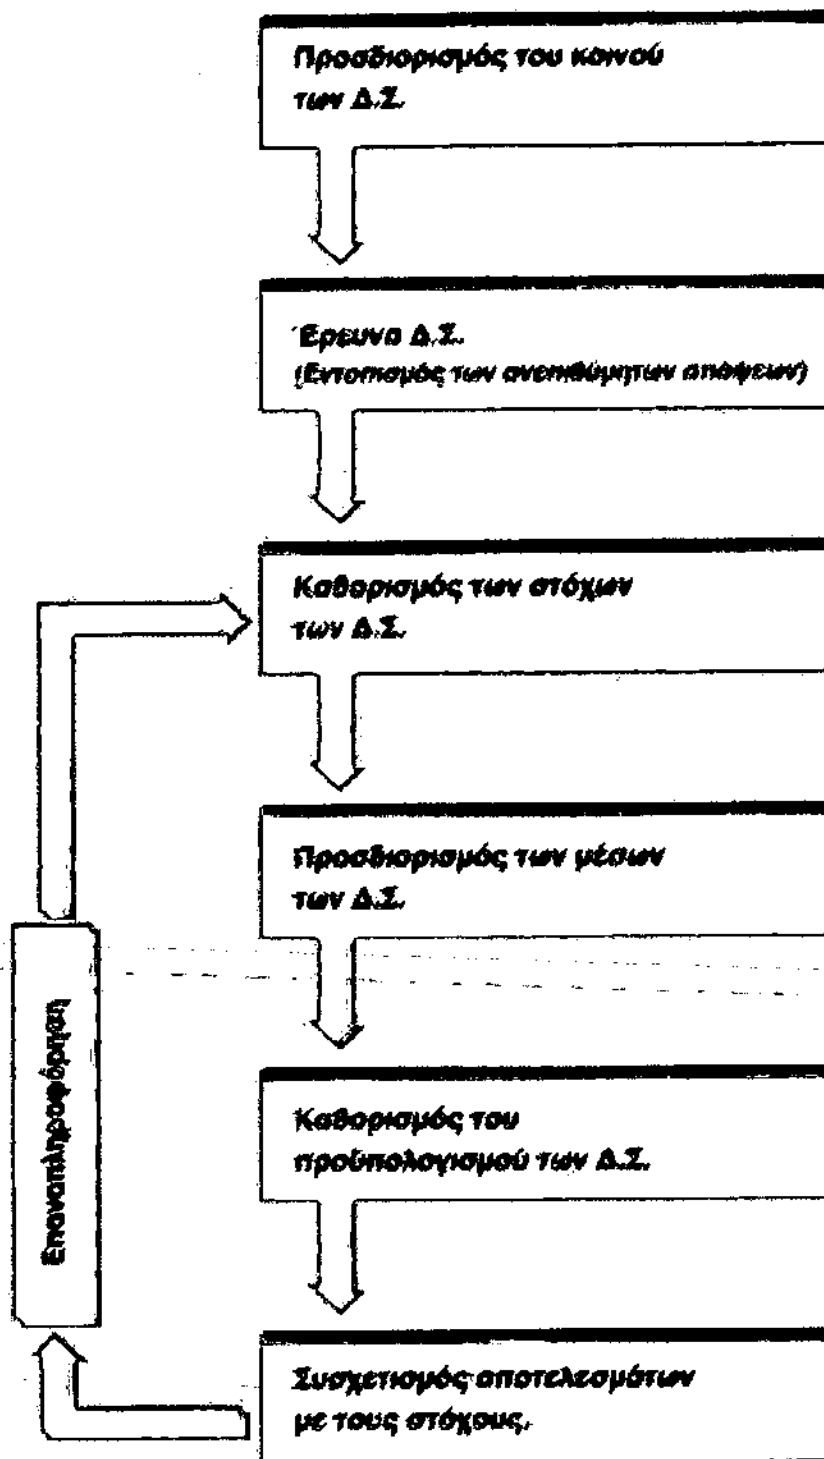 Προσδιορισμός του κοινού
των Δ.Σ.
Έρευνα Δ.Σ.
(Εντοπισμός των ανεπιθύμητων απόψεων)
Καθορισμός των στόχων
των Δ.Σ.
Προσδιορισμός των μέσων
των Δ.Σ.
Καθορισμός του
προϋπολογισμού των Δ.Σ.
Επαναπληροφόρηση
Συσχετισμός αποτελεσμάτων
με τους στόχους.